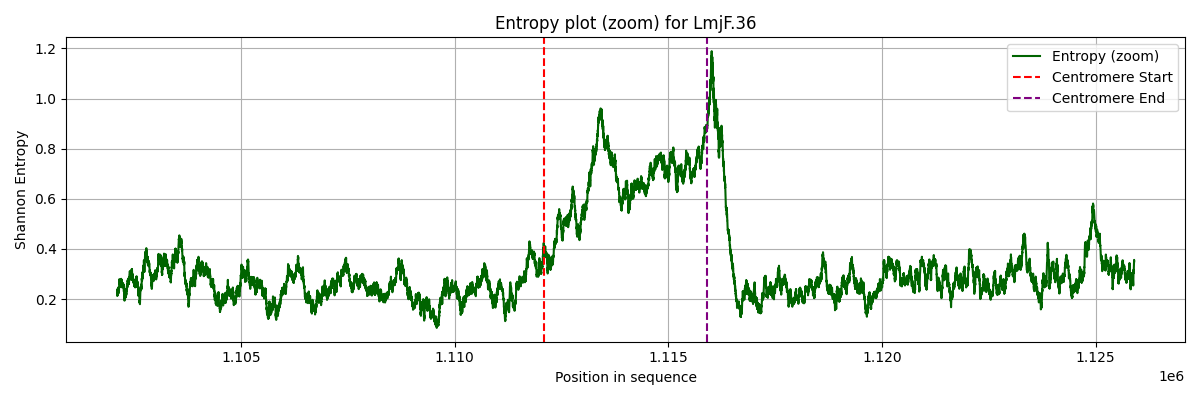 Entropy plot (zoom) for LmjF.36
Shannon Entropy
1.2
1.0
0.8
0.6
0.4
0.2
Entropy (zoom)
Centromere Start
Centromere End
1.105
1.110
1.115
1.120
1.125
1e6
Position in sequence